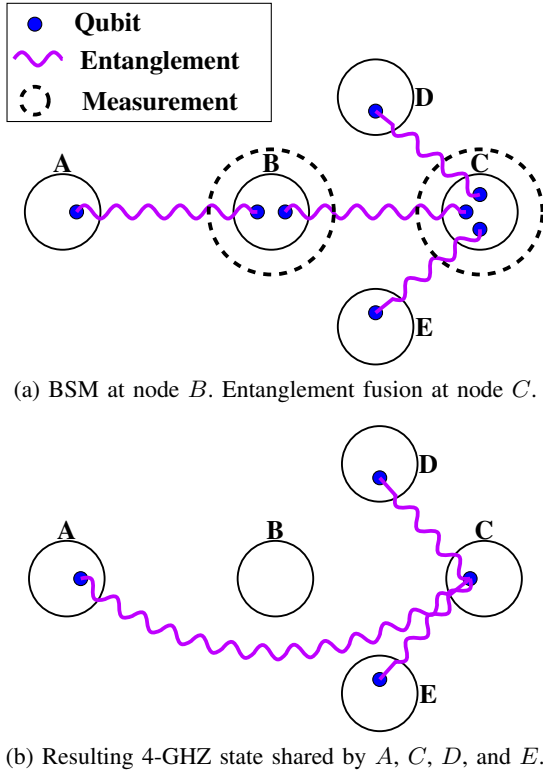 Qubit
Entanglement
Measurement
D
A
B
C
E
(a) BSM at node B. Entanglement fusion at node C.
D
A
B
C
E
(b) Resulting 4-GHZ state shared by A, C, D, and E.